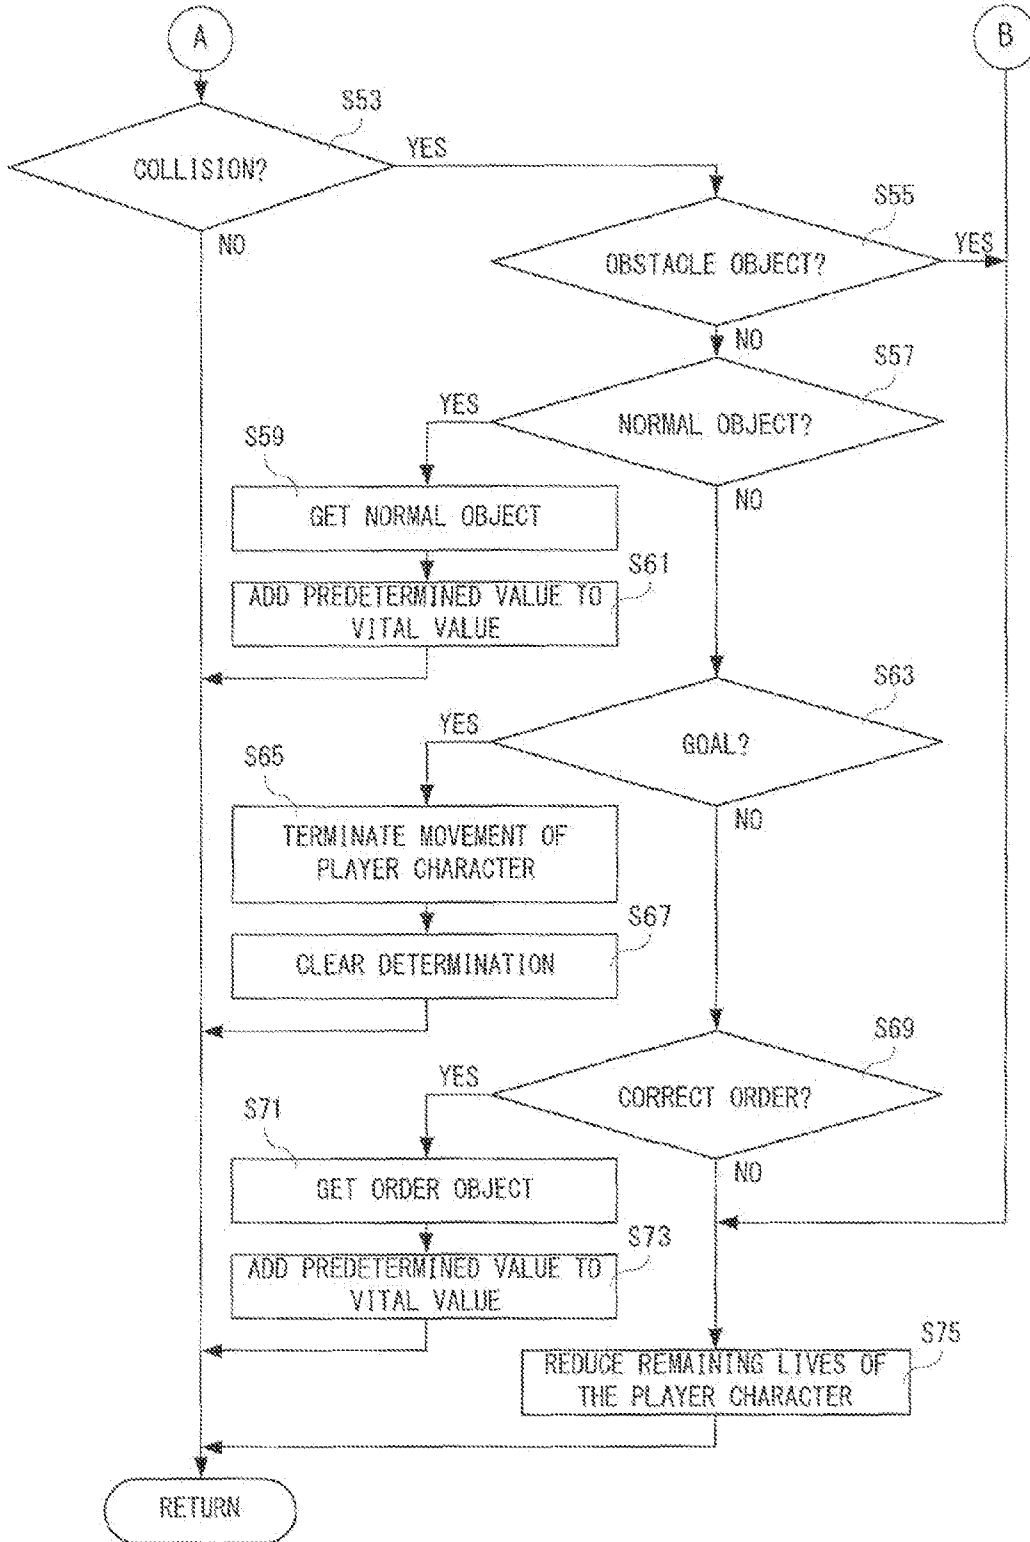 A
B
S53
COLLISION?
YES
NO
S55
OBSTACLE OBJECT?
YES
NO
S57
NORMAL OBJECT?
YES
NO
S59
GET NORMAL OBJECT
S61
ADD PREDETERMINED VALUE TO
VITAL VALUE
S63
GOAL?
YES
NO
S65
TERMINATE MOVEMENT OF
PLAYER CHARACTER
S67
CLEAR DETERMINATION
S69
CORRECT ORDER?
YES
NO
S71
GET ORDER OBJECT
S73
ADD PREDETERMINED VALUE TO
VITAL VALUE
S75
REDUCE REMAINING LIVES OF
THE PLAYER CHARACTER
RETURN